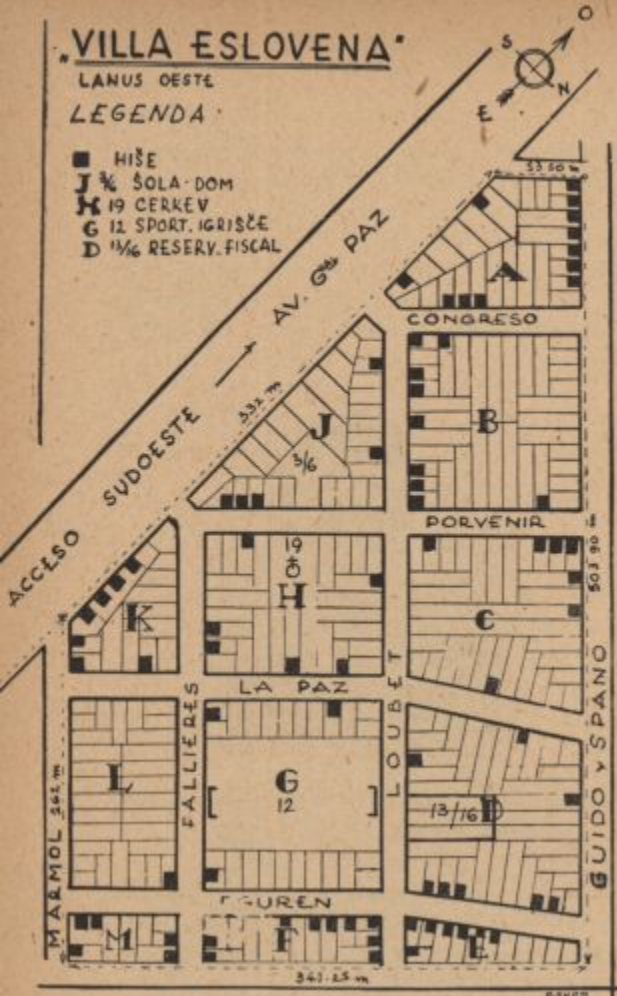 „VILLA ESLOVENA"
LANUS OESTE
LEGENDA
HIŠE
J 3/6 ŠOLA-DOM
H 19 CERKEV
G 12 SPORT. IGRIŠČE
D 13/16 RESERV. FISCAL
S O
E N
ACCESO SUDOESTE → AV. Gral PAZ
53 50 m
A
CONGRESO
332 m
J
3/6
B
PORVENIR
503 90 m
K
19
H
C
LA PAZ
FALLIERES
LOUBET
GUIDO y SPANO
MARMOL 262 m
L
G
12
13/16 D
GUREN
M
F
E
341.25 m